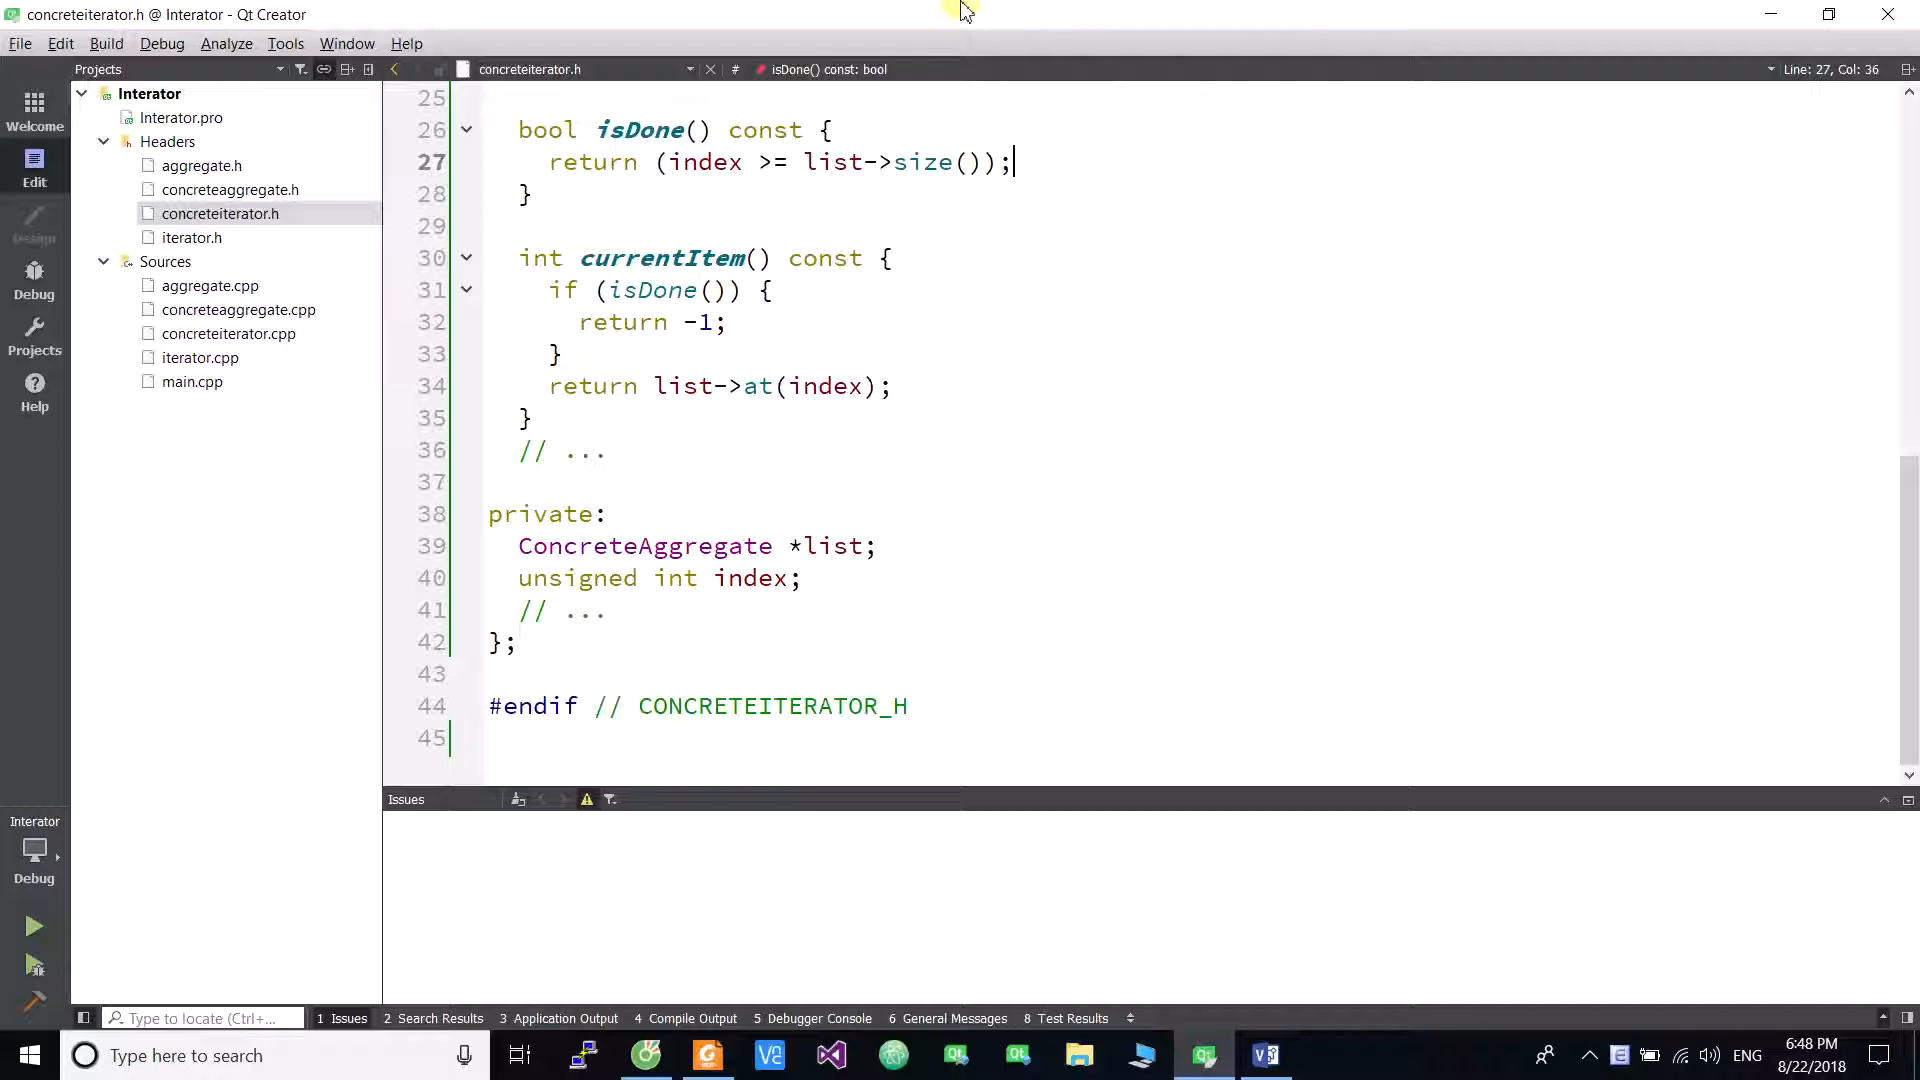 concreteiterator.h @ Interator - Qt Creator
File Edit Build Debug Analyze Tools Window Help
Projects
concreteiterator.h
# isDone() const: bool
Line: 27, Col: 36
Welcome
Edit
Design
Debug
Projects
Help
Interator
Interator.pro
Headers
aggregate.h
concreteaggregate.h
concreteiterator.h
iterator.h
Sources
aggregate.cpp
concreteaggregate.cpp
concreteiterator.cpp
iterator.cpp
main.cpp
25
26 bool isDone() const {
27 return (index >= list->size());
28 }
29
30 int currentItem() const {
31 if (isDone()) {
32 return -1;
33 }
34 return list->at(index);
35 }
36 // ...
37
38 private:
39 ConcreteAggregate *list;
40 unsigned int index;
41 // ...
42 };
43
44 #endif // CONCRETEITERATOR_H
45
Issues
Interator
Debug
Type to locate (Ctrl+...
1 Issues 2 Search Results 3 Application Output 4 Compile Output 5 Debugger Console 6 General Messages 8 Test Results
Type here to search
ENG
6:48 PM
8/22/2018